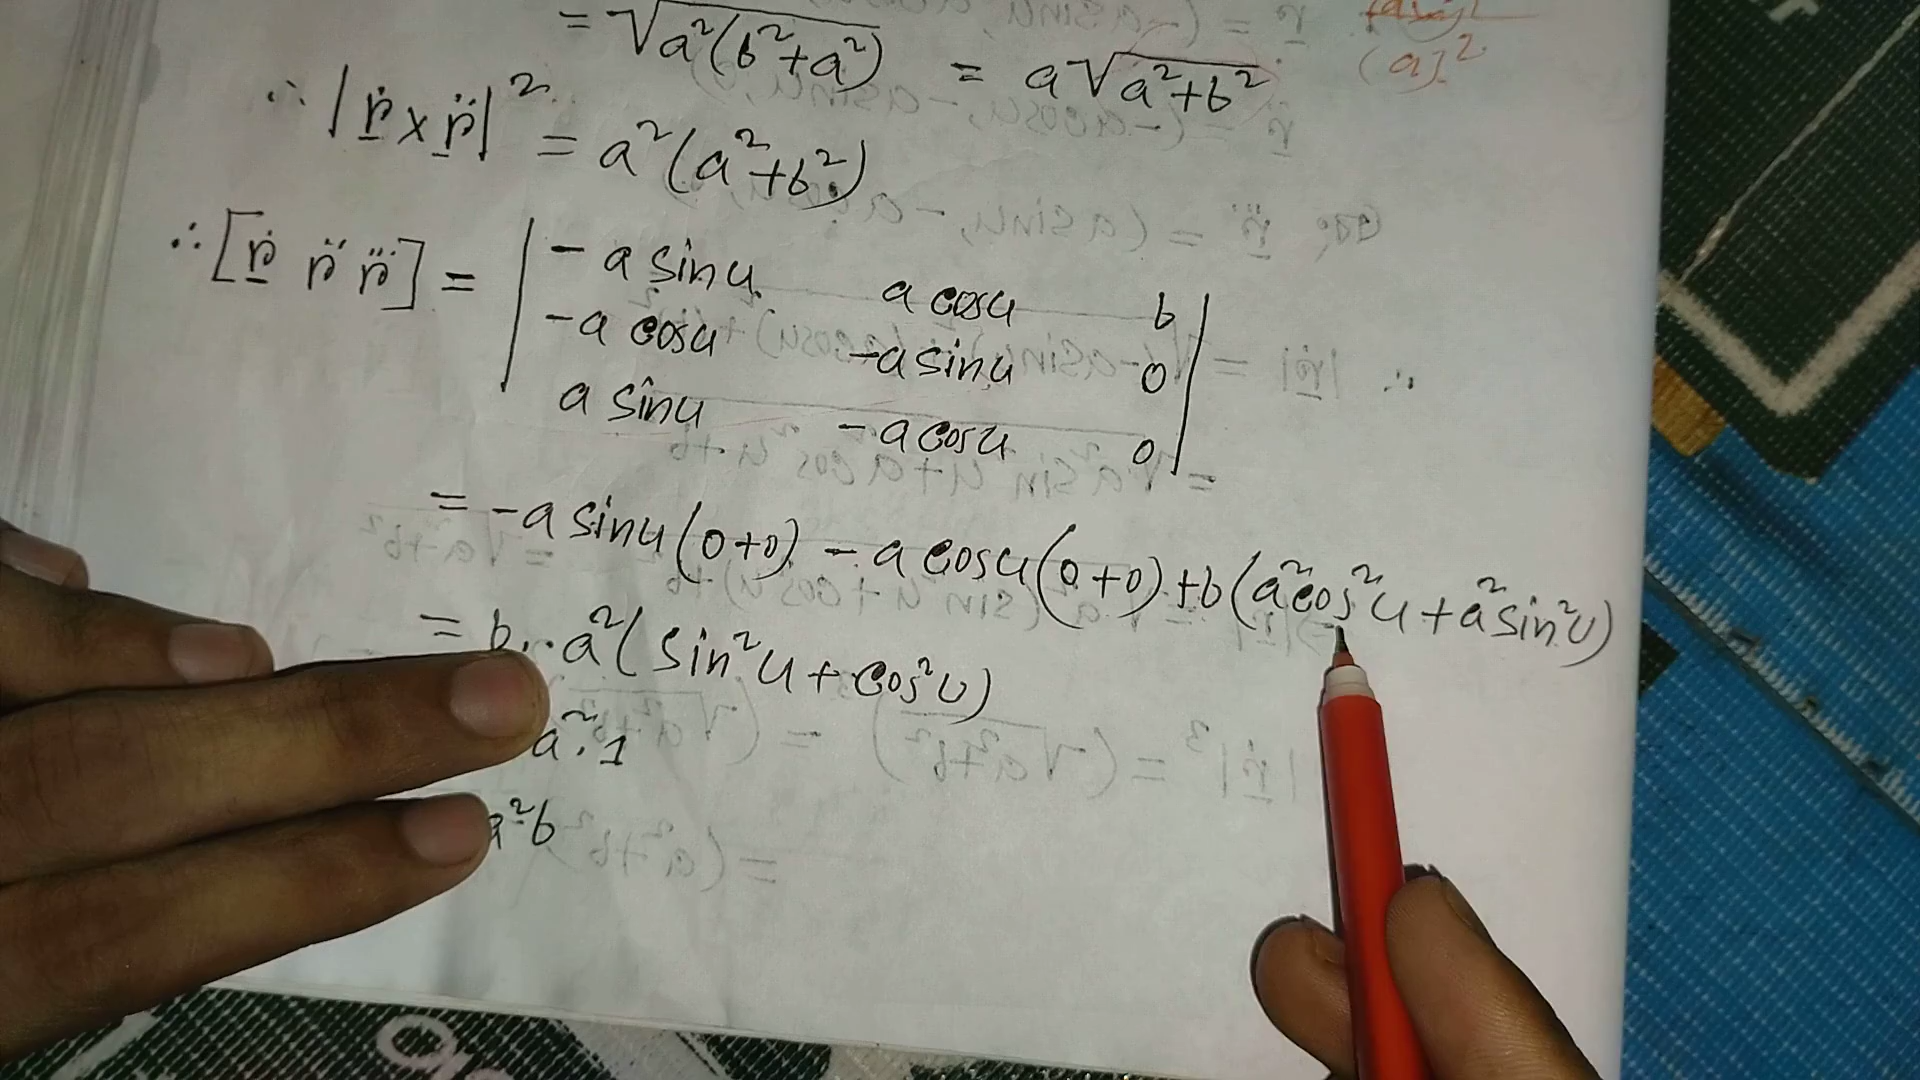 = √a²(b²+a²) = a√a²+b²
∴ |ṙ × r̈|² = a²(a²+b²)
∴ [ṙ r̈ r⃛] = | -a sinu a cosu b |
| -a cosu -a sinu 0 |
| a sinu -a cosu 0 |
= -a sinu(0+0) - a cosu(0+0) + b(a²cos²u + a²sin²u)
= b. a²(sin²u + cos²u)
a².1
a²b